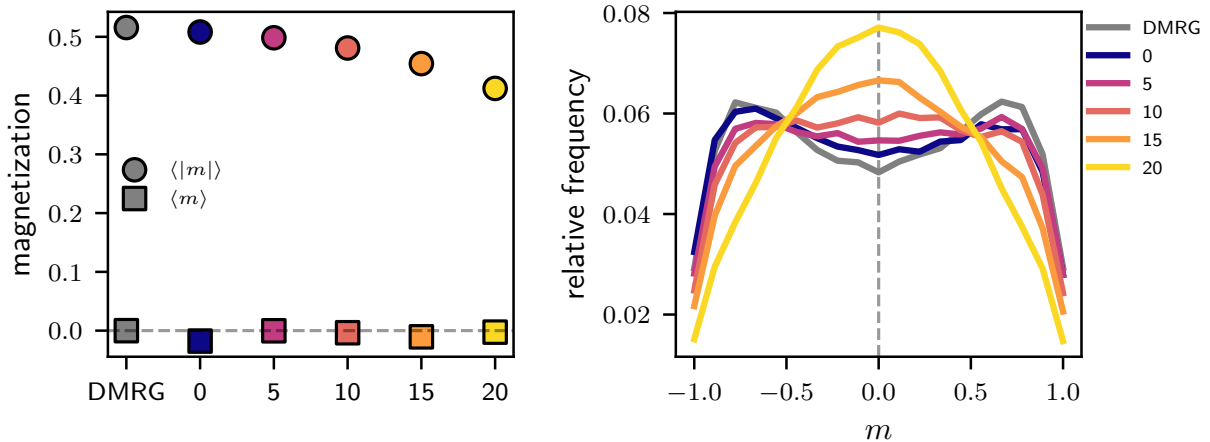 magnetization
0.5
0.4
0.3
0.2
0.1
0.0
⟨|m|⟩
⟨m⟩
DMRG 0 5 10 15 20
relative frequency
0.08
0.06
0.04
0.02
−1.0 −0.5 0.0 0.5 1.0
m
DMRG
0
5
10
15
20